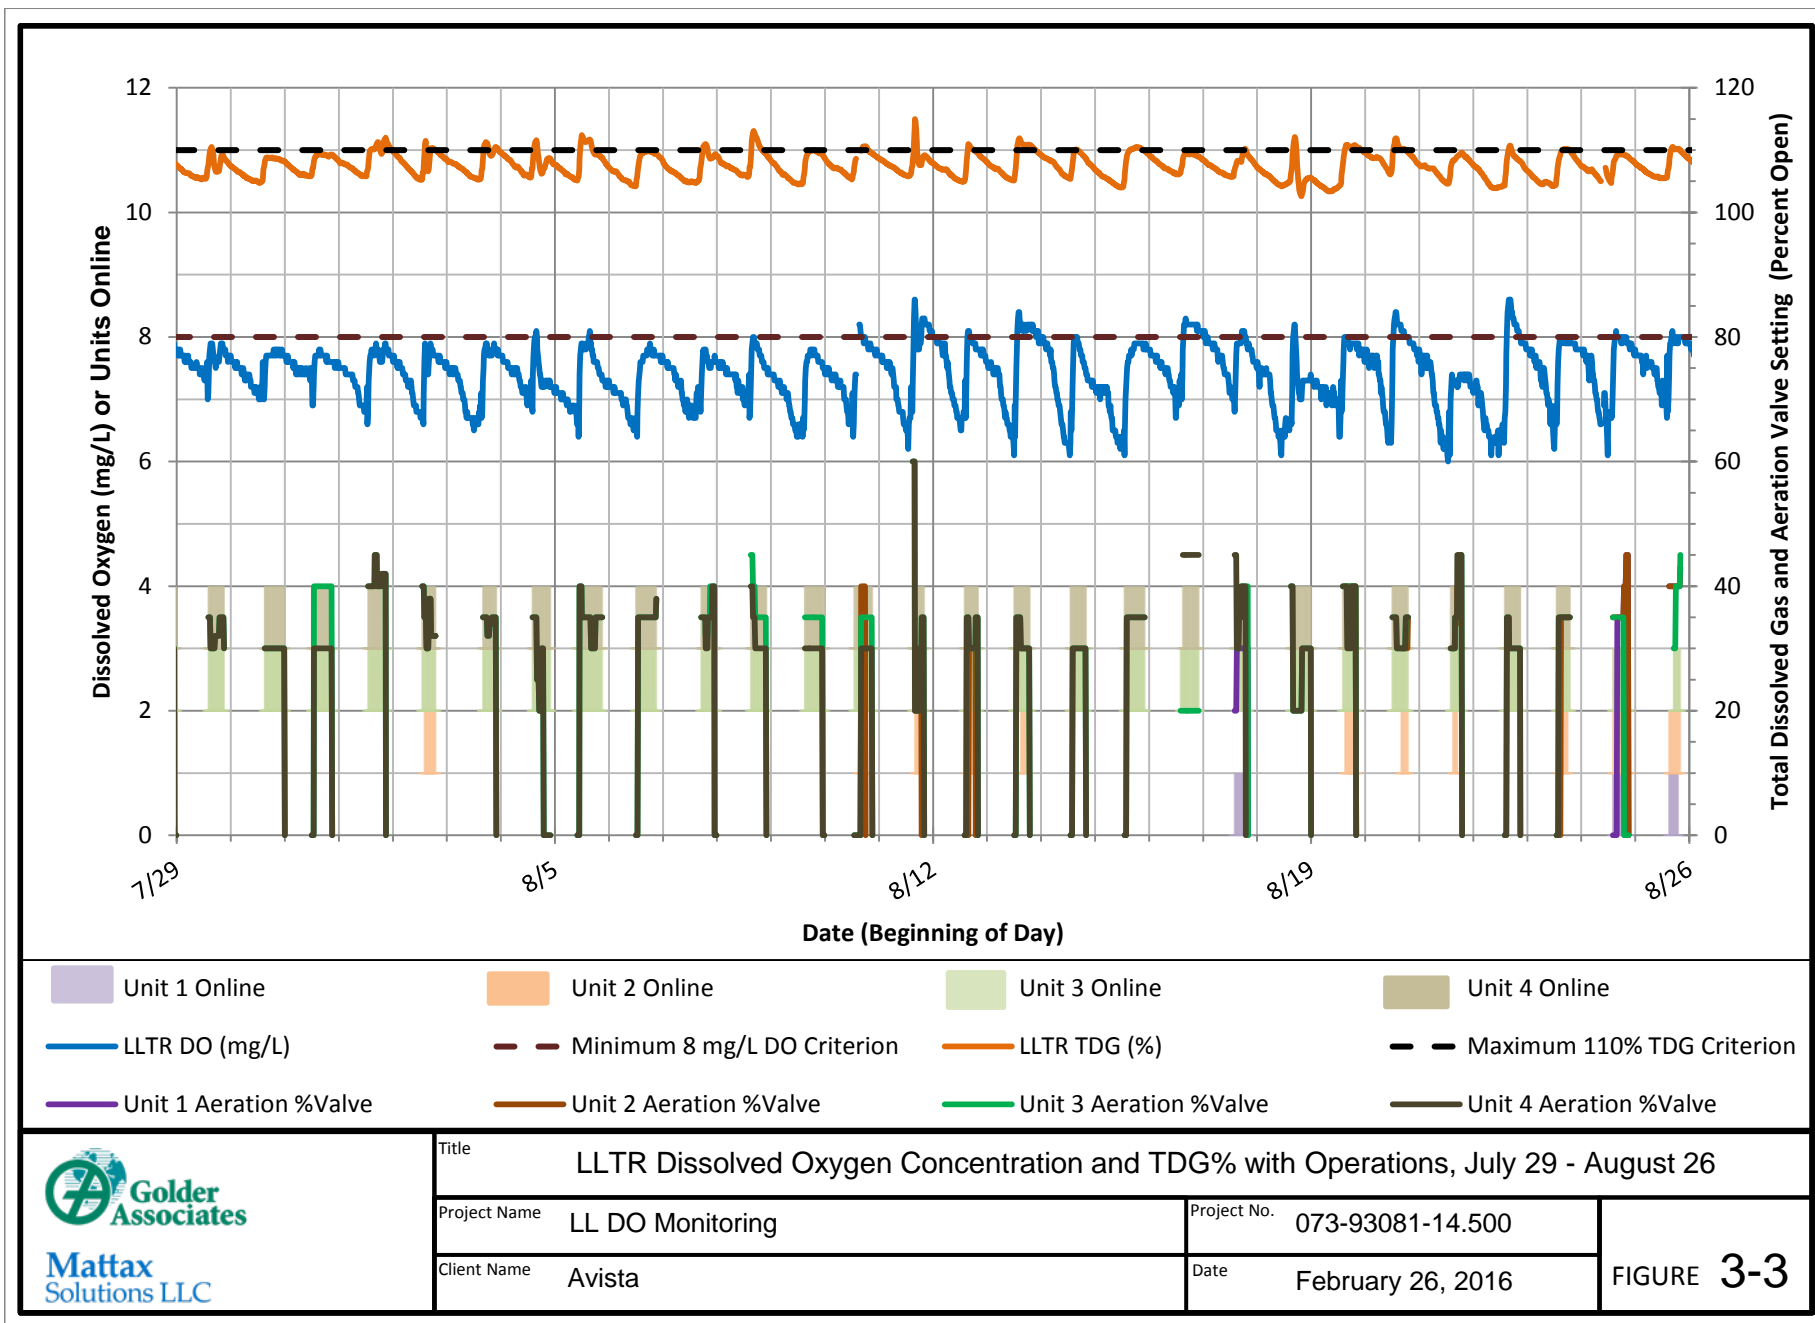 12
10
8
6
4
2
0
Dissolved Oxygen (mg/L) or Units Online
120
100
80
60
40
20
0
Total Dissolved Gas and Aeration Valve Seting (Percent Open)
7/29
8/5
8/12
8/19
8/26
Date (Beginning of Day)
Unit 1 Online
Unit 2 Online
Unit 3 Online
Unit 4 Online
LLTR DO (mg/L)
Minimum 8 mg/L DO Criterion
LLTR TDG (%)
Maximum 110% TDG Criterion
Unit 1 Aeration %Valve
Unit 2 Aeration %Valve
Unit 3 Aeration %Valve
Unit 4 Aeration %Valve
Golder
Associates
Mattax
Solutions LLC
Title
LLTR Dissolved Oxygen Concentration and TDG% with Operations, July 29 - August 26
Project Name
LL DO Monitoring
Project No.
073-93081-14.500
Client Name
Avista
Date
February 26, 2016
FIGURE 3-3